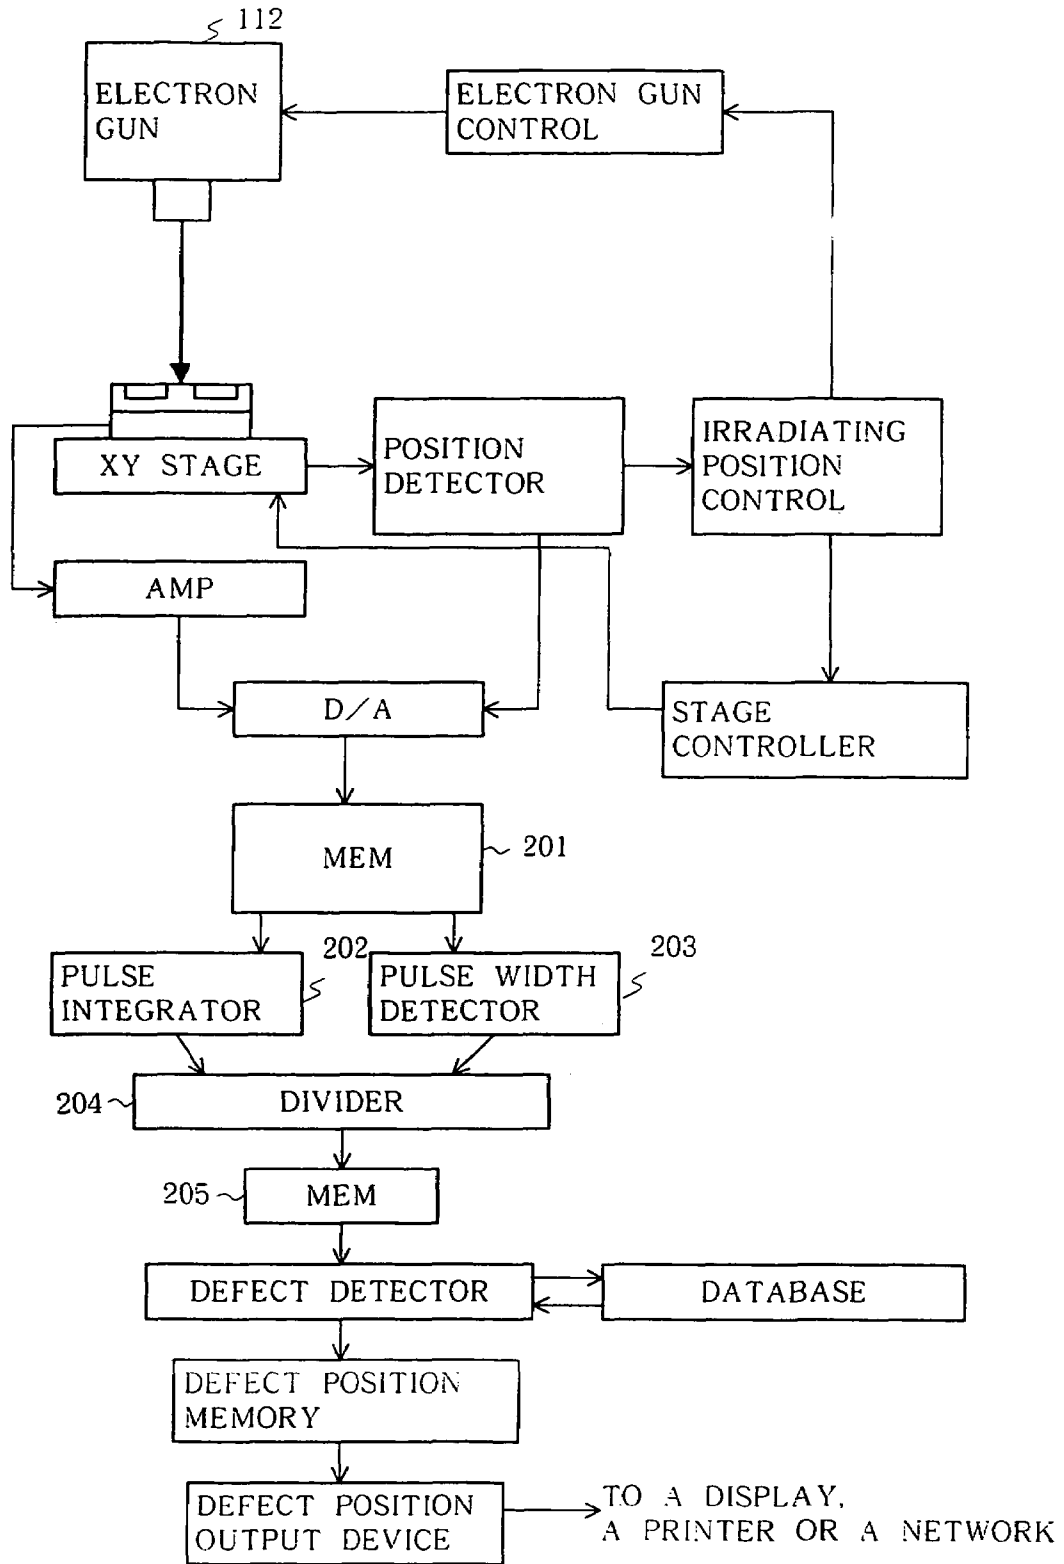 112
ELECTRON
GUN
ELECTRON GUN
CONTROL
XY STAGE
POSITION
DETECTOR
IRRADIATING
POSITION
CONTROL
AMP
D/A
STAGE
CONTROLLER
MEM
201
PULSE
INTEGRATOR
202
PULSE WIDTH
DETECTOR
203
204
DIVIDER
205
MEM
DEFECT DETECTOR
DATABASE
DEFECT POSITION
MEMORY
DEFECT POSITION
OUTPUT DEVICE
TO A DISPLAY,
A PRINTER OR A NETWORK